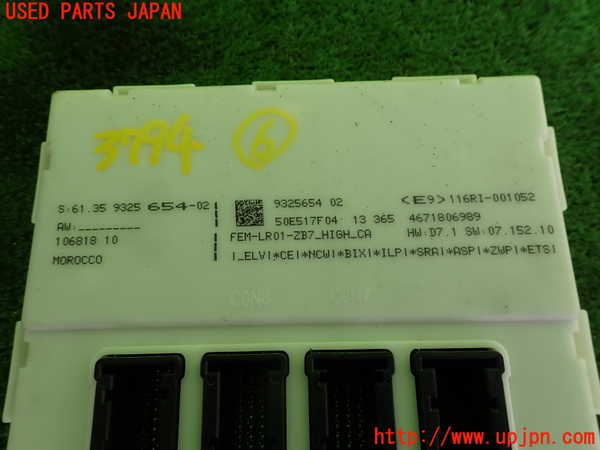 USED PARTS JAPAN
3794 6
S:61.35 9325 654-02
AW:_________
106818 10
MOROCCO
9325654 02 <E9>116RI-001052
50E517F04 13 365 4671806989
FEM-LR01-ZB7_HIGH_CA HW:D7.1 SW:07.152.10
|_ELV|*CE|*NCW|*BIX|*ILP|*SRA|*ASP|*ZWP|*ETS|
http://www.upjpn.com/